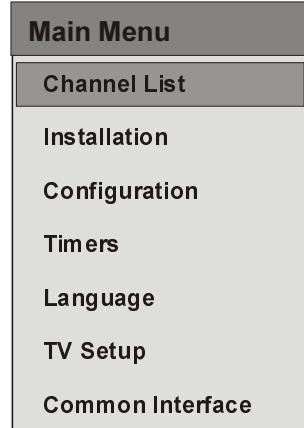 Main Menu
Channel List
Installation
Configuration
Timers
Language
TV Setup
Common Interface